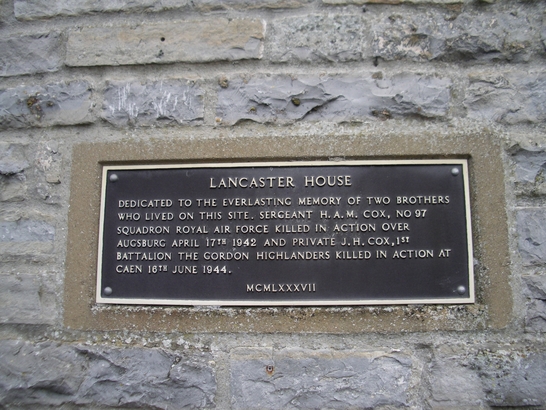 LANCASTER HOUSE
DEDICATED TO THE EVERLASTING MEMORY OF TWO BROTHERS
WHO LIVED ON THIS SITE. SERGEANT H.A.M. COX, NO 97
SQUADRON ROYAL AIR FORCE KILLED IN ACTION OVER
AUGSBURG APRIL 17TH 1942 AND PRIVATE J.H. COX, 1ST
BATTALION THE GORDON HIGHLANDERS KILLED IN ACTION AT
CAEN 16TH JUNE 1944.
MCMLXXXVII